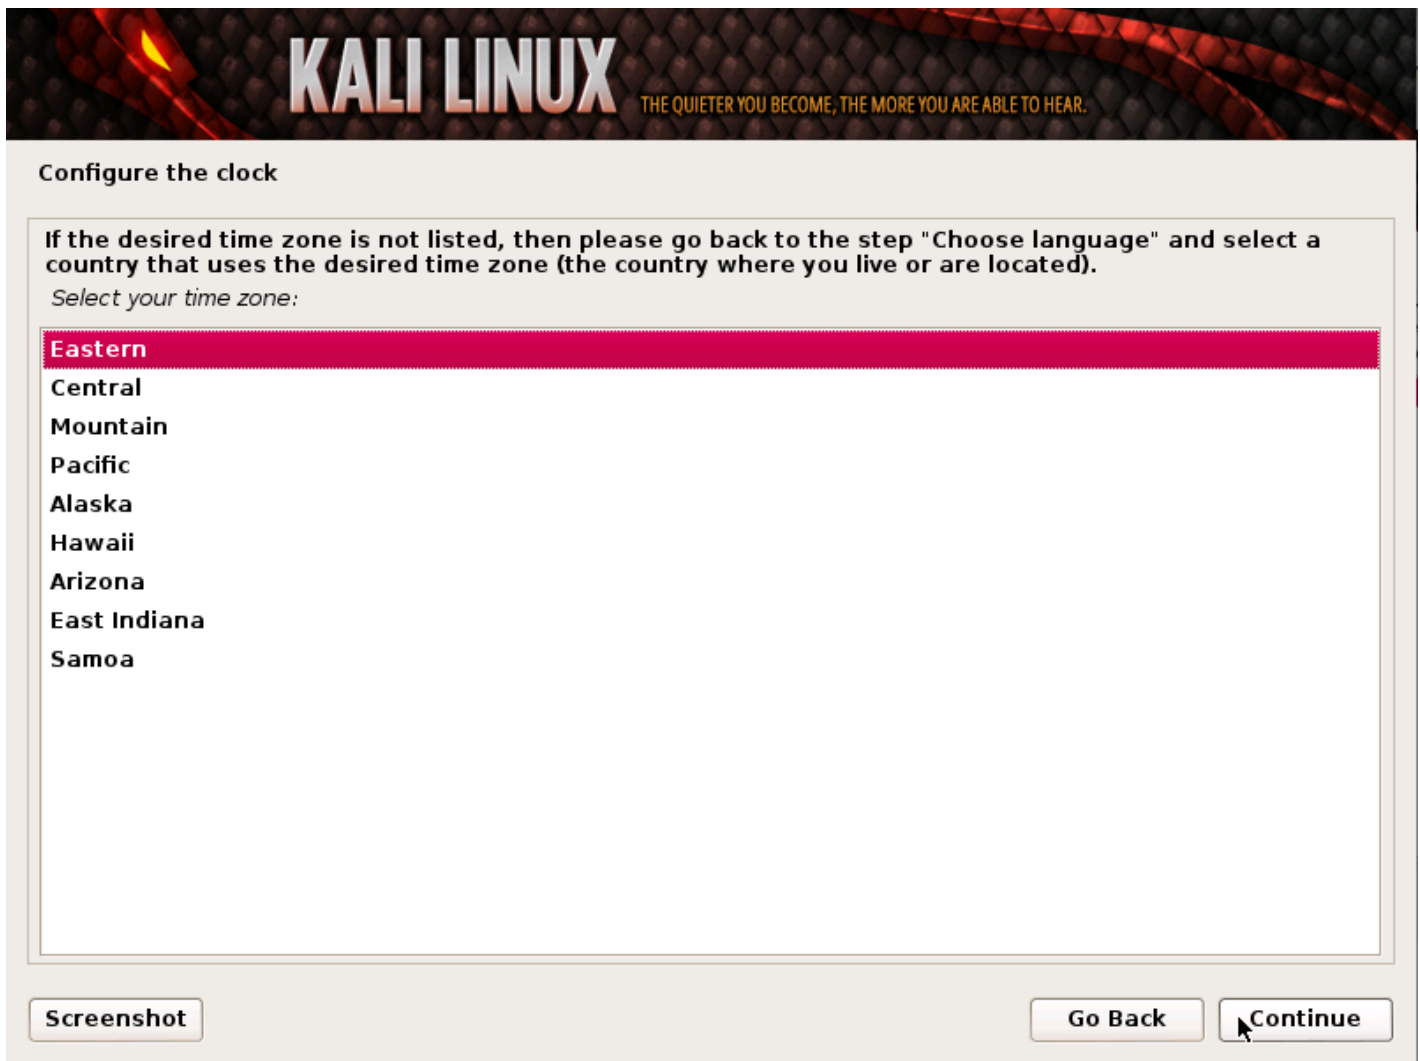 KALI LINUX
THE QUIETER YOU BECOME, THE MORE YOU ARE ABLE TO HEAR.
Configure the clock
If the desired time zone is not listed, then please go back to the step "Choose language" and select a
country that uses the desired time zone (the country where you live or are located).
Select your time zone:
Eastern
Central
Mountain
Pacific
Alaska
Hawaii
Arizona
East Indiana
Samoa
Screenshot
Go Back
Continue